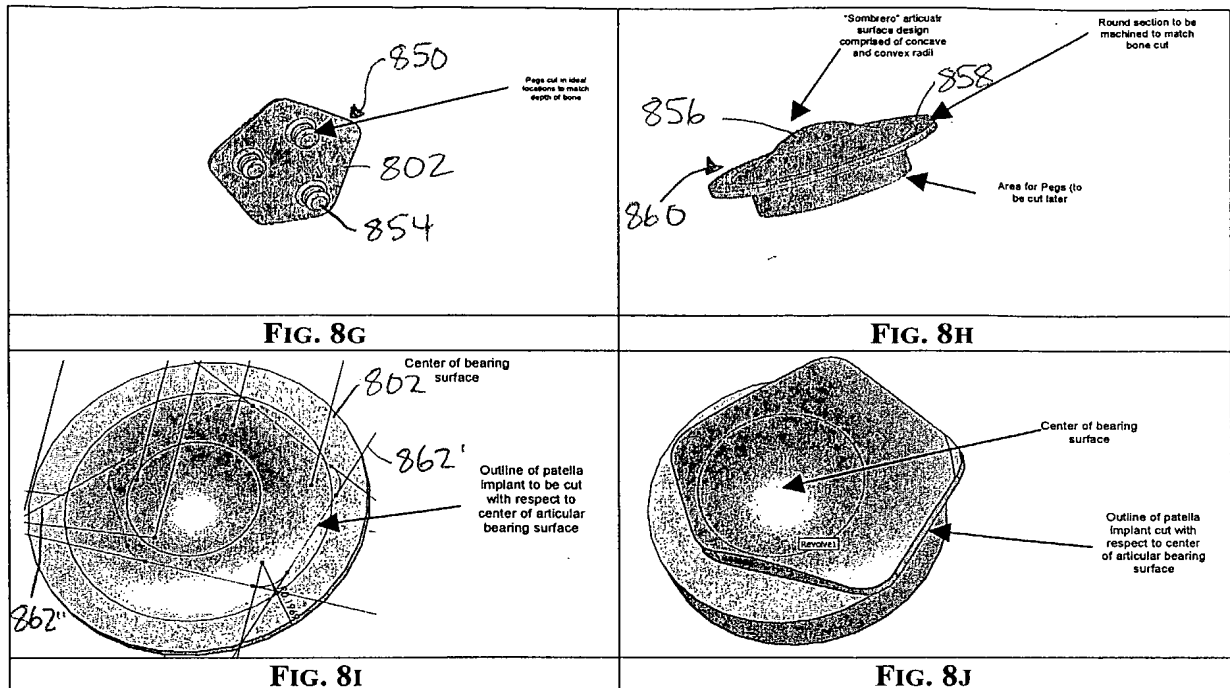 850
Pegs cut in ideal
locations to match
depth of bone
802
854
FIG. 8G
"Sombrero" articualr
surface design
comprised of concave
and convex radii
Round section to be
machined to match
bone cut
858
856
860
Area for Pegs (to
be cut later
FIG. 8H
Center of bearing
surface
802
862'
Outline of patella
implant to be cut
with respect to
center of articular
bearing surface
862"
FIG. 8I
Center of bearing
surface
Revolve1
Outline of patella
implant cut with
respect to center
of articular bearing
surface
FIG. 8J